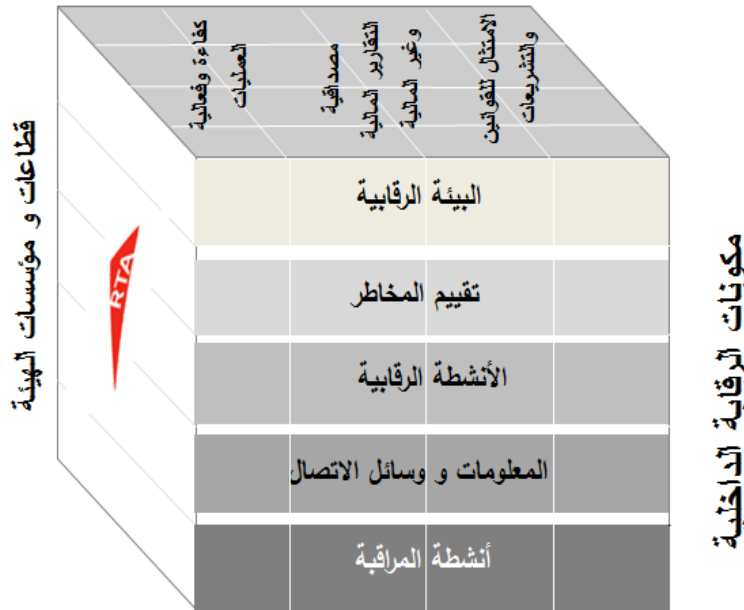 كفاءة وفعالية
العمليات
مصداقية
التقارير المالية
وغير المالية
الامتثال للقوانين
والتشريعات
قطاعات و مؤسسات الهيئة
RTA
البيئة الرقابية
تقييم المخاطر
الأنشطة الرقابية
المعلومات و وسائل الاتصال
أنشطة المراقبة
مكونات الرقابة الداخلية